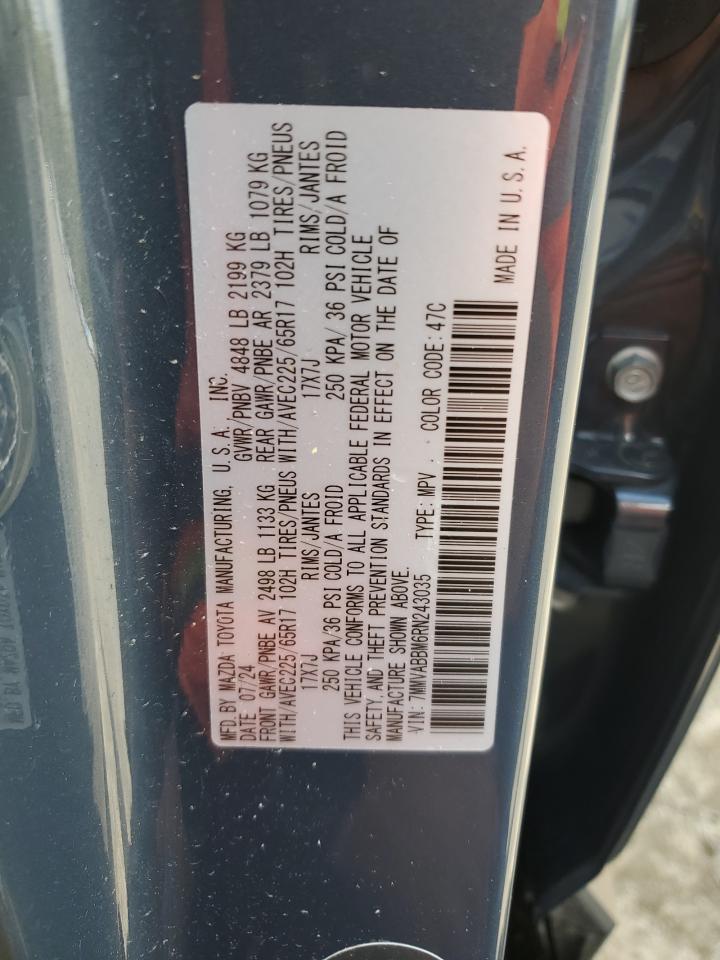 MFD.BY MAZDA TOYOTA MANUFACTURING, U.S.A., INC.
DATE 07/24 GVWR/PNBV 4848 LB 2199 KG
FRONT GAWR/PNBE AV 2498 LB 1133 KG REAR GAWR/PNBE AR 2379 LB 1079 KG
WITH/AVEC225/65R17 102H TIRES/PNEUS WITH/AVEC225/65R17 102H TIRES/PNEUS
17X7J RIMS/JANTES 17X7J RIMS/JANTES
250 KPA/36 PSI COLD/A FROID 250 KPA/ 36 PSI COLD/A FROID
THIS VEHICLE CONFORMS TO ALL APPLICABLE FEDERAL MOTOR VEHICLE
SAFETY,AND THEFT PREVENTION STANDARDS IN EFFECT ON THE DATE OF
MANUFACTURE SHOWN ABOVE.
VIN: 7MMVABBM6RN243035 TYPE: MPV COLOR CODE: 47C
MADE IN U.S.A.